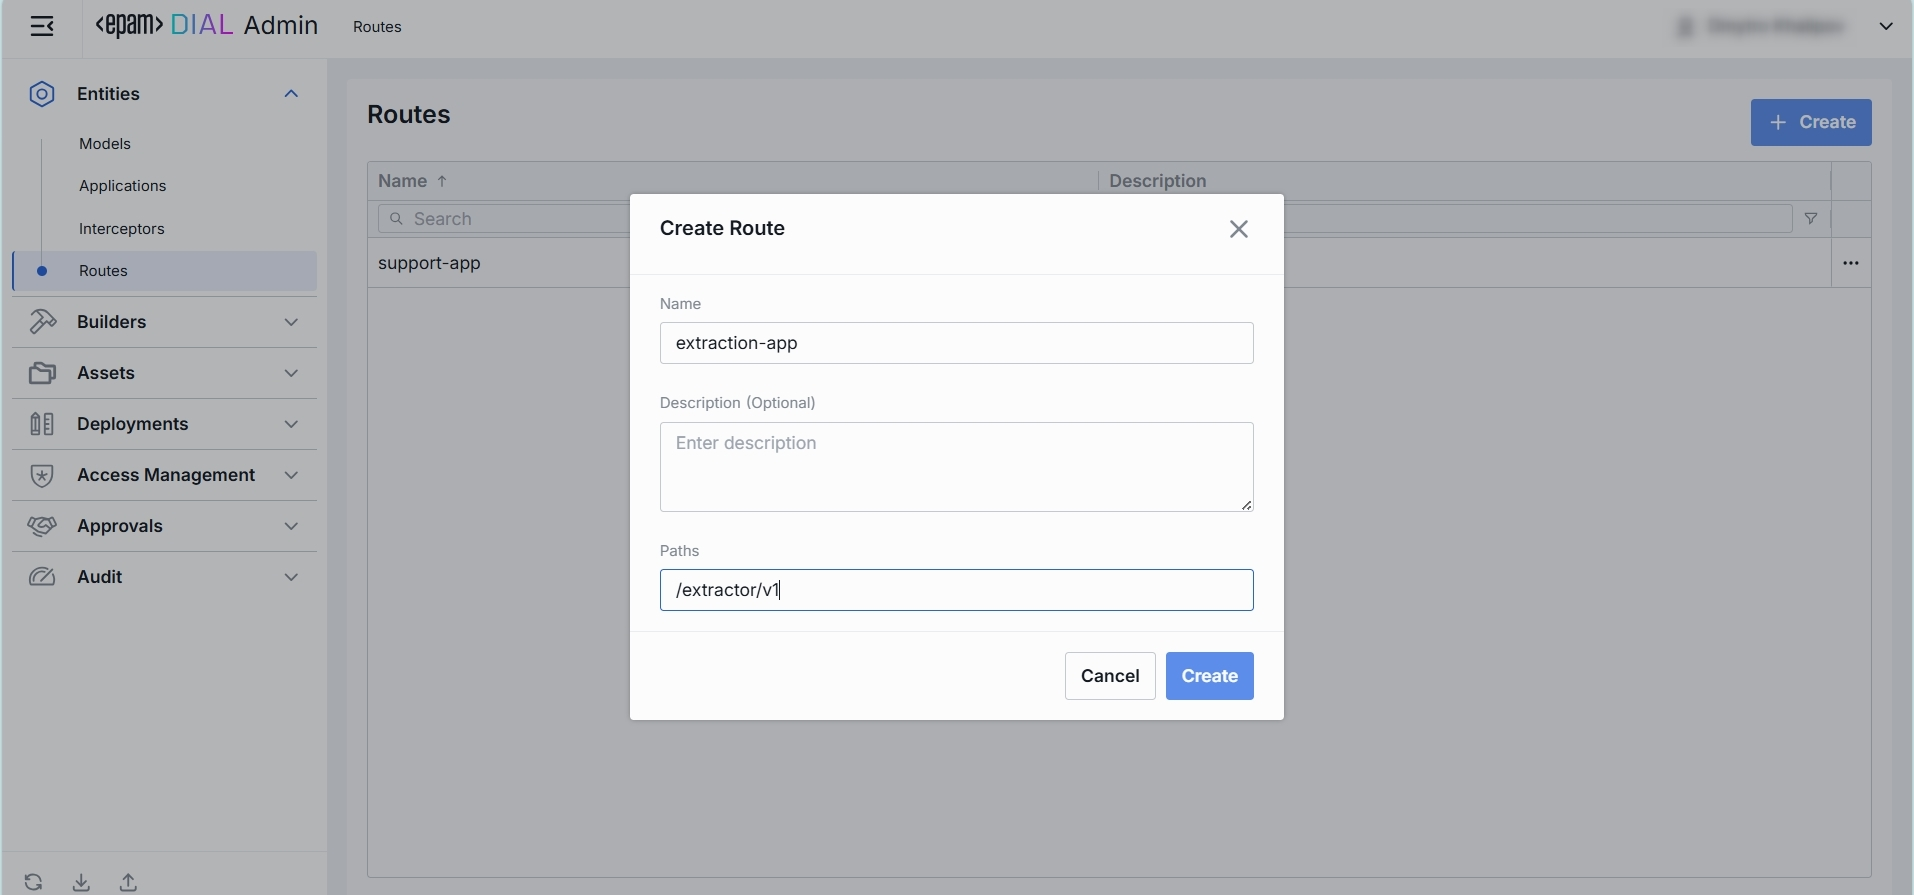 <epam> DIAL Admin
Routes
Entities
Models
Applications
Interceptors
Routes
Builders
Assets
Deployments
Access Management
Approvals
Audit
Routes
+ Create
Name ↑
Description
Search
support-app
...
Create Route
Name
extraction-app
Description (Optional)
Enter description
Paths
/extractor/v1
Cancel
Create